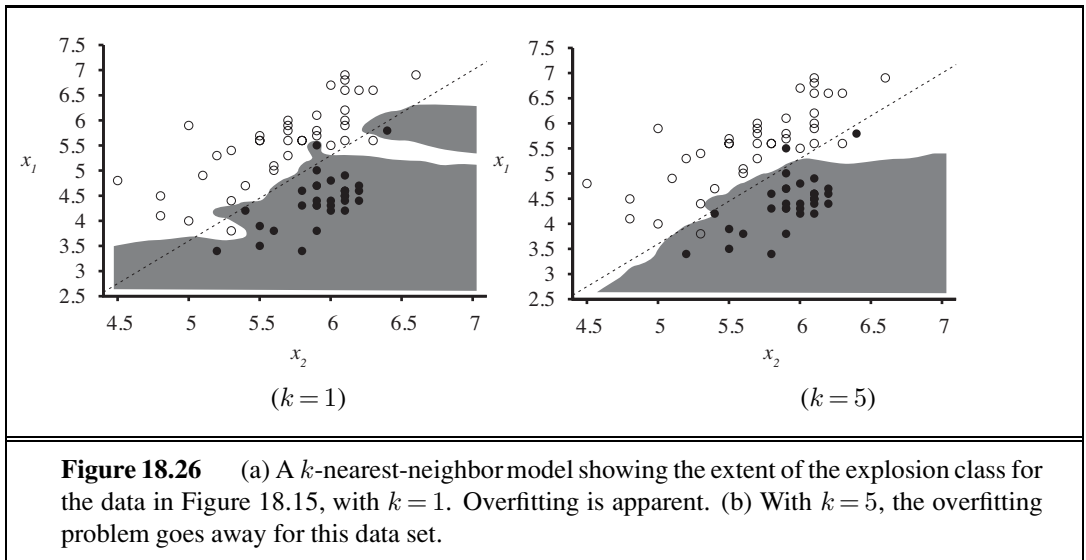 7.5
7
6.5
6
5.5
5
4.5
4
3.5
3
2.5
x1
4.5 5 5.5 6 6.5 7
x2
(k = 1)
7.5
7
6.5
6
5.5
5
4.5
4
3.5
3
2.5
x1
4.5 5 5.5 6 6.5 7
x2
(k = 5)
Figure 18.26 (a) A k-nearest-neighbor model showing the extent of the explosion class for
the data in Figure 18.15, with k = 1. Overfitting is apparent. (b) With k = 5, the overfitting
problem goes away for this data set.